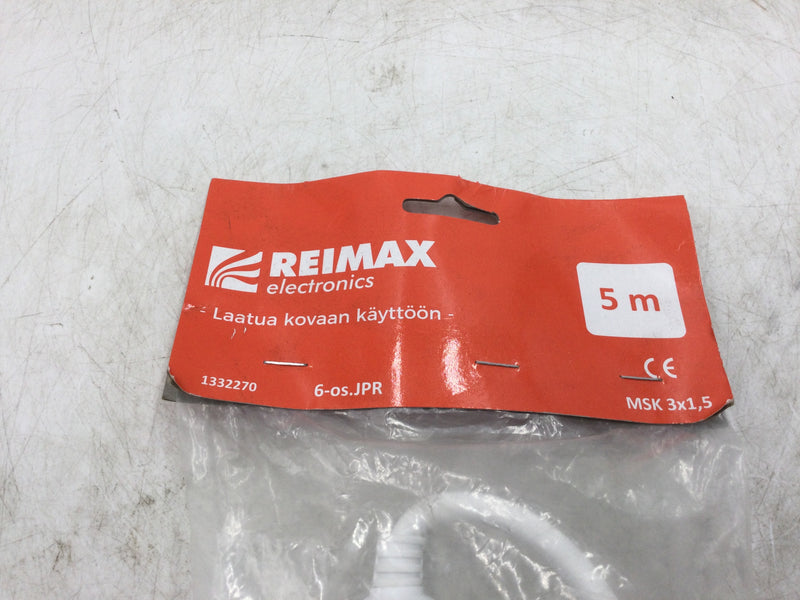 REIMAX
electronics
- Laatua kovaan käyttöön -
5 m
CE
1332270
6-os.JPR
MSK 3x1,5